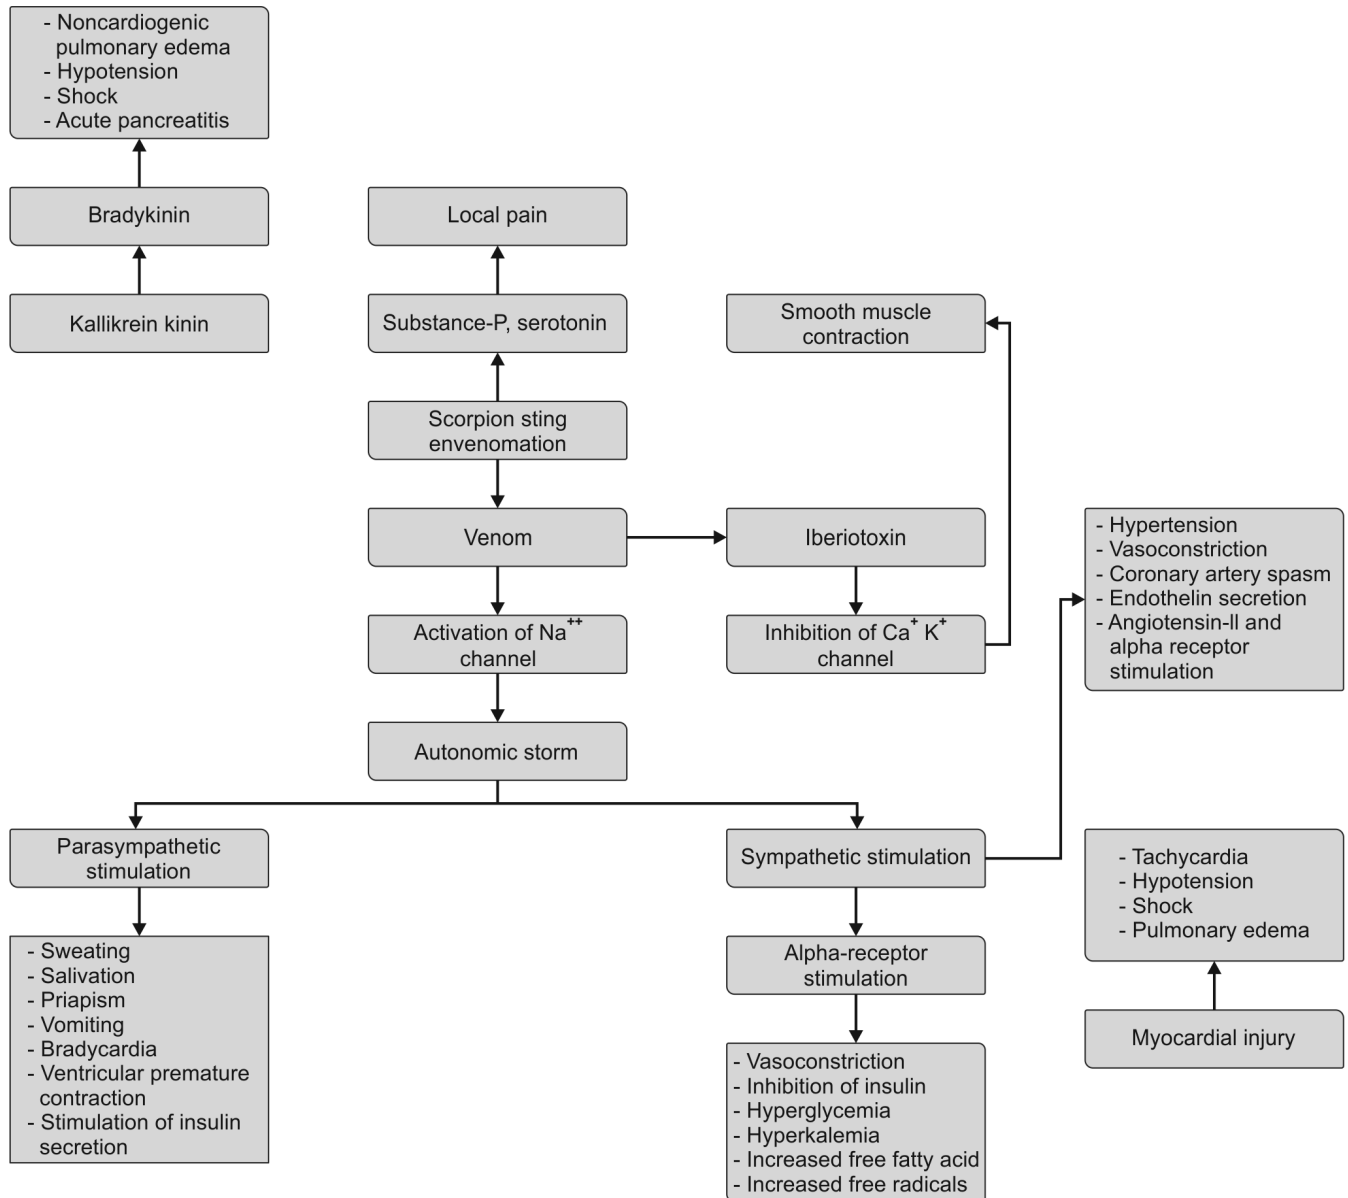 - Noncardiogenic
pulmonary edema
- Hypotension
- Shock
- Acute pancreatitis
Bradykinin
Kallikrein kinin
Local pain
Substance-P, serotonin
Scorpion sting
envenomation
Venom
Activation of Na++
channel
Autonomic storm
Smooth muscle
contraction
Iberiotoxin
Inhibition of Ca+ K+
channel
- Hypertension
- Vasoconstriction
- Coronary artery spasm
- Endothelin secretion
- Angiotensin-II and
alpha receptor
stimulation
Parasympathetic
stimulation
- Sweating
- Salivation
- Priapism
- Vomiting
- Bradycardia
- Ventricular premature
contraction
- Stimulation of insulin
secretion
Sympathetic stimulation
Alpha-receptor
stimulation
- Vasoconstriction
- Inhibition of insulin
- Hyperglycemia
- Hyperkalemia
- Increased free fatty acid
- Increased free radicals
- Tachycardia
- Hypotension
- Shock
- Pulmonary edema
Myocardial injury